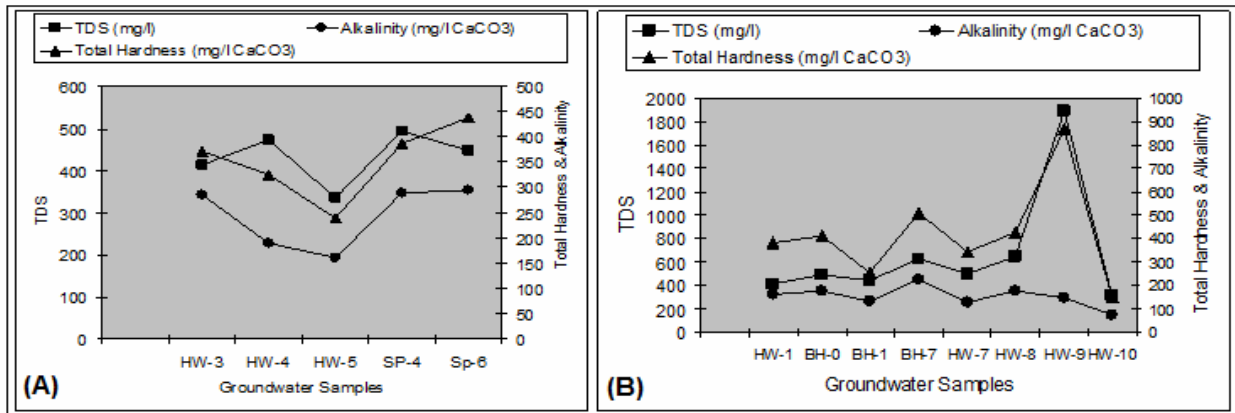 TDS (mg/l)
Alkalinity (mg/l CaCO3)
Total Hardness (mg/l CaCO3)
600
500
400
300
200
100
0
TDS
500
450
400
350
300
250
200
150
100
50
0
Total Hardness & Alkalinity
HW-3 HW-4 HW-5 SP-4 Sp-6
Groundwater Samples
(A)
TDS (mg/l)
Alkalinity (mg/l CaCO3)
Total Hardness (mg/l CaCO3)
2000
1800
1600
1400
1200
1000
800
600
400
200
0
TDS
1000
900
800
700
600
500
400
300
200
100
0
Total Hardness & Alkalinity
HW-1 BH-0 BH-1 BH-7 HW-7 HW-8 HW-9 HW-10
Groundwater Samples
(B)